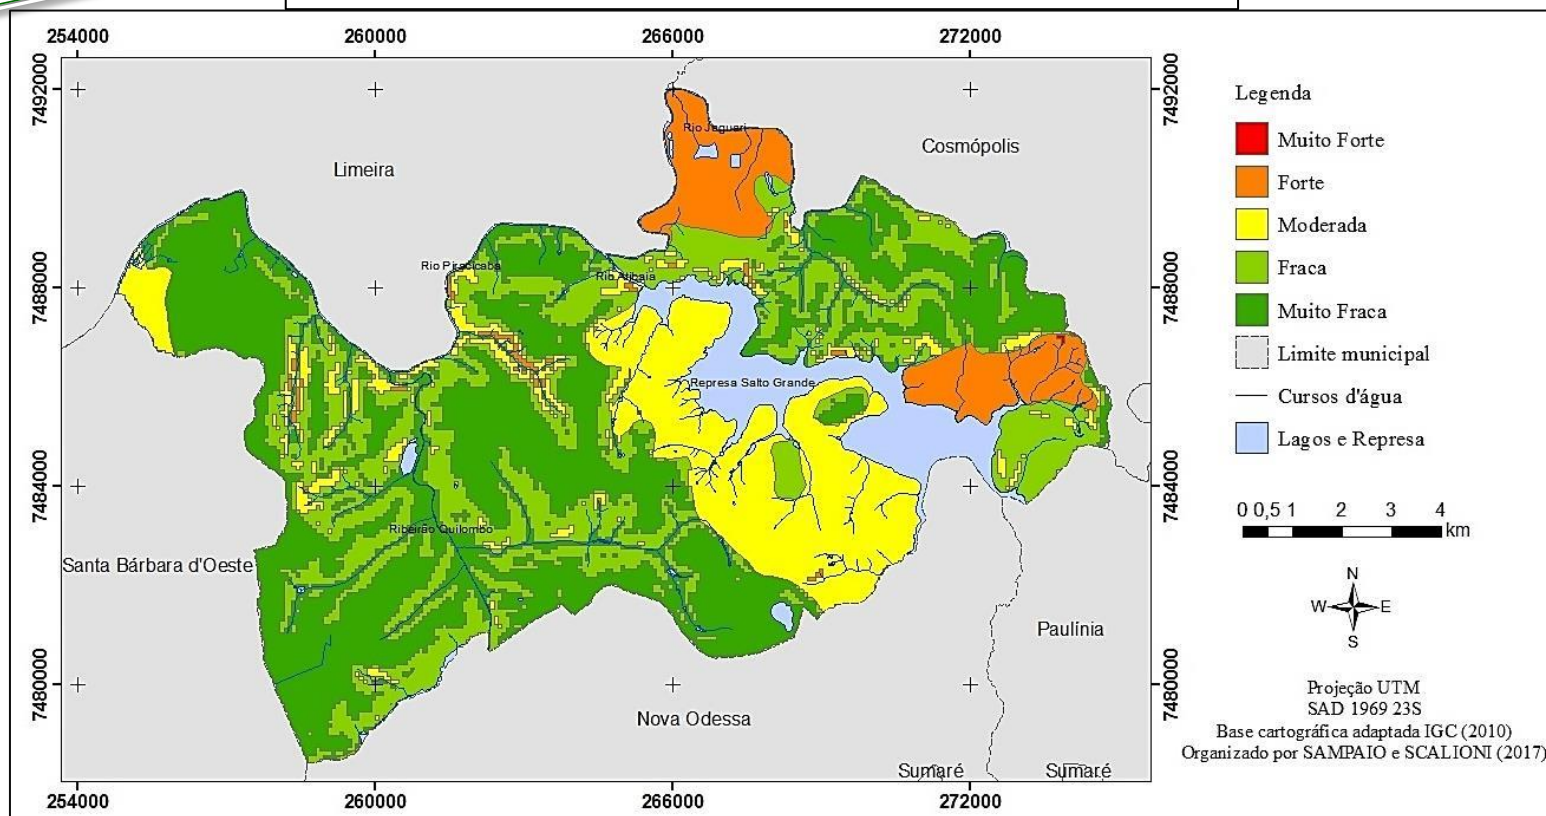 254000 260000 266000 272000
7492000 7492000
Rio Jaguari
Cosmópolis
Limeira
7488000 7488000
Rio Piracicaba
Rio Atibaia
Represa Salto Grande
7484000 7484000
Ribeirão Quilombo
Santa Bárbara d'Oeste
Paulínia
7480000 7480000
Nova Odessa
Sumaré Sumaré
254000 260000 266000 272000
Legenda
Muito Forte
Forte
Moderada
Fraca
Muito Fraca
Limite municipal
Cursos d'água
Lagos e Represa
0 0,5 1 2 3 4
km
N
W E
S
Projeção UTM
SAD 1969 23S
Base cartográfica adaptada IGC (2010)
Organizado por SAMPAIO e SCALIONI (2017)